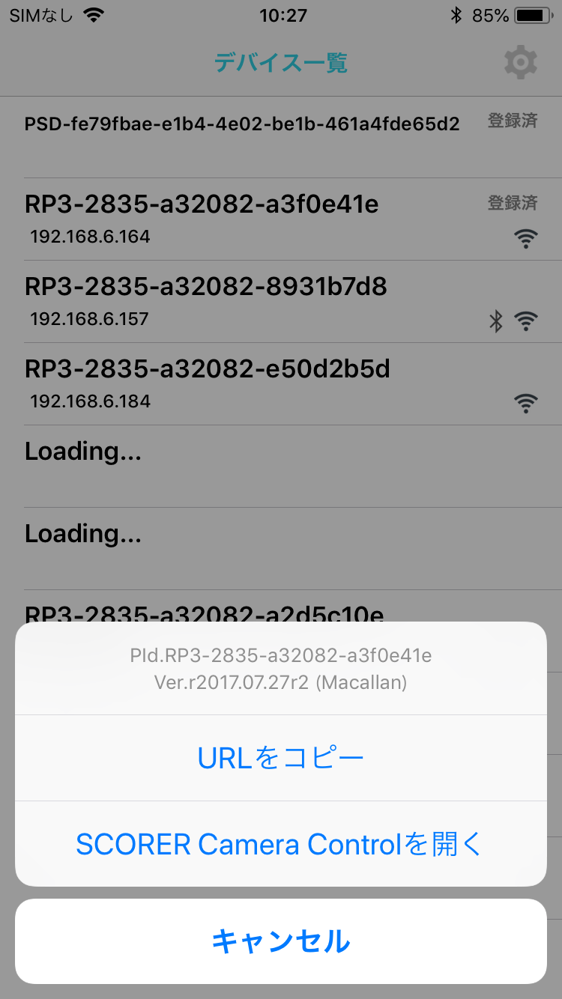 SIMなし 10:27 85%
デバイス一覧
PSD-fe79fbae-e1b4-4e02-be1b-461a4fde65d2 登録済
RP3-2835-a32082-a3f0e41e 登録済
192.168.6.164
RP3-2835-a32082-8931b7d8
192.168.6.157
RP3-2835-a32082-e50d2b5d
192.168.6.184
Loading...
Loading...
RP3-2835-a32082-a2d5c10e
PId.RP3-2835-a32082-a3f0e41e
Ver.r2017.07.27r2 (Macallan)
URLをコピー
SCORER Camera Controlを開く
キャンセル